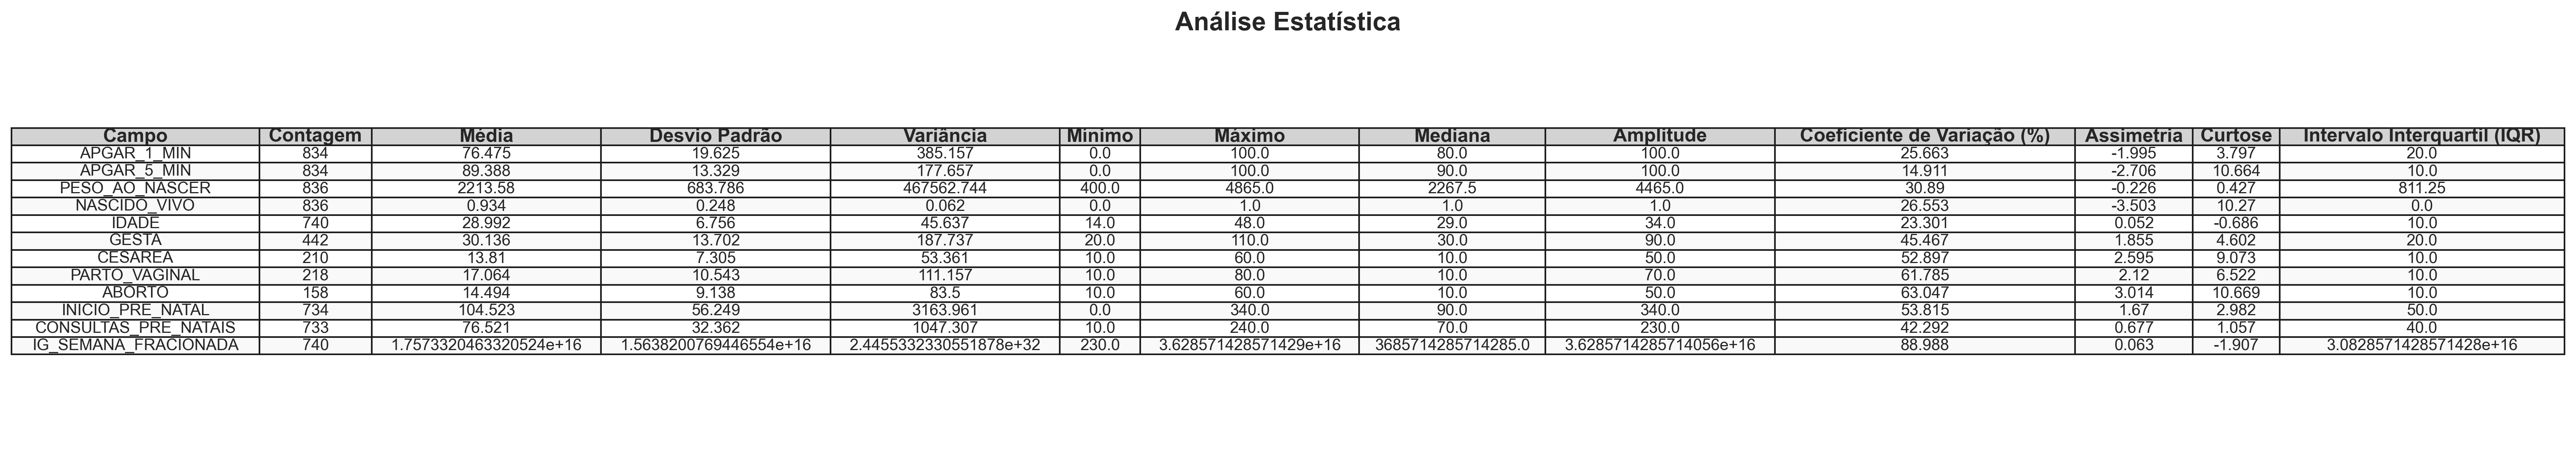 Análise Estatística
Campo Contagem Média Desvio Padrão Variância Mínimo Máximo Mediana Amplitude Coeficiente de Variação (%) Assimetria Curtose Intervalo Interquartil (IQR)
APGAR_1_MIN 834 76.475 19.625 385.157 0.0 100.0 80.0 100.0 25.663 -1.995 3.797 20.0
APGAR_5_MIN 834 89.388 13.329 177.657 0.0 100.0 90.0 100.0 14.911 -2.706 10.664 10.0
PESO_AO_NASCER 836 2213.58 683.786 467562.744 400.0 4865.0 2267.5 4465.0 30.89 -0.226 0.427 811.25
NASCIDO_VIVO 836 0.934 0.248 0.062 0.0 1.0 1.0 1.0 26.553 -3.503 10.27 0.0
IDADE 740 28.992 6.756 45.637 14.0 48.0 29.0 34.0 23.301 0.052 -0.686 10.0
GESTA 442 30.136 13.702 187.737 20.0 110.0 30.0 90.0 45.467 1.855 4.602 20.0
CESAREA 210 13.81 7.305 53.361 10.0 60.0 10.0 50.0 52.897 2.595 9.073 10.0
PARTO_VAGINAL 218 17.064 10.543 111.157 10.0 80.0 10.0 70.0 61.785 2.12 6.522 10.0
ABORTO 158 14.494 9.138 83.5 10.0 60.0 10.0 50.0 63.047 3.014 10.669 10.0
INICIO_PRE_NATAL 734 104.523 56.249 3163.961 0.0 340.0 90.0 340.0 53.815 1.67 2.982 50.0
CONSULTAS_PRE_NATAIS 733 76.521 32.362 1047.307 10.0 240.0 70.0 230.0 42.292 0.677 1.057 40.0
IG_SEMANA_FRACIONADA 740 1.7573320463320524e+16 1.5638200769446554e+16 2.4455332330551878e+32 230.0 3.628571428571429e+16 3685714285714285.0 3.6285714285714056e+16 88.988 0.063 -1.907 3.0828571428571428e+16